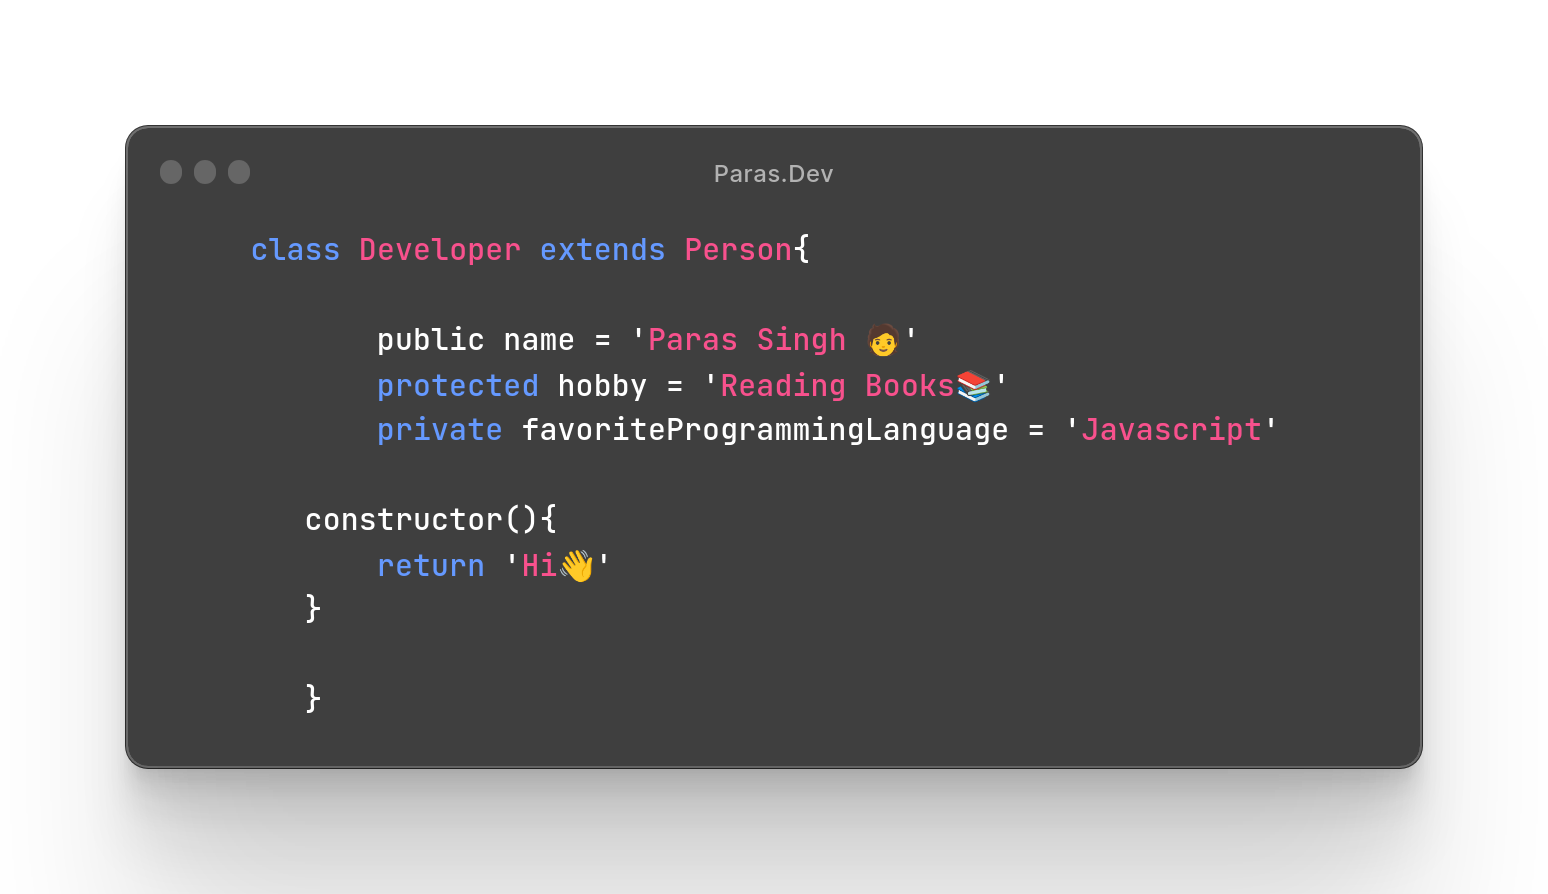 Paras.Dev
class Developer extends Person{
public name = 'Paras Singh 🧑'
protected hobby = 'Reading Books📚'
private favoriteProgrammingLanguage = 'Javascript'
constructor(){
return 'Hi👋'
}
}